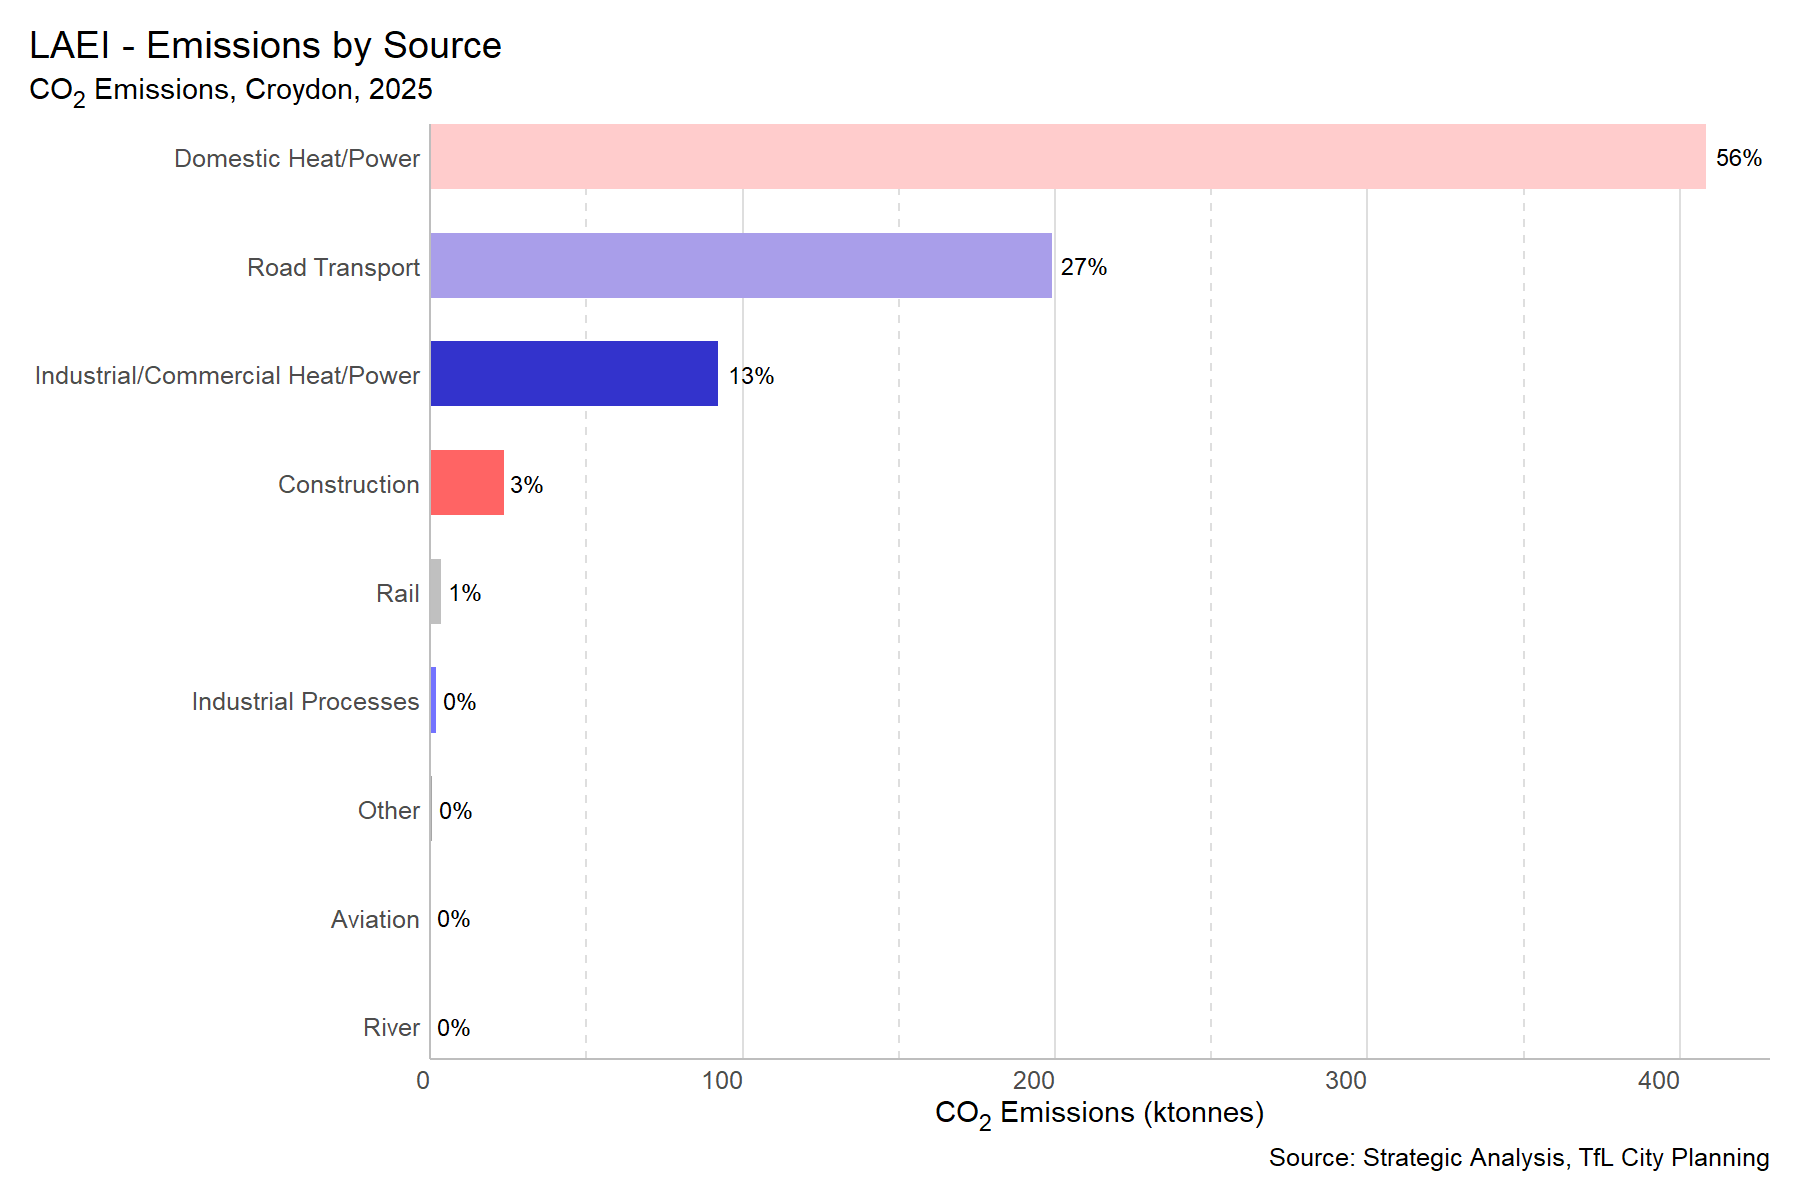 LAEI - Emissions by Source
CO₂ Emissions, Croydon, 2025
Domestic Heat/Power 56%
Road Transport 27%
Industrial/Commercial Heat/Power 13%
Construction 3%
Rail 1%
Industrial Processes 0%
Other 0%
Aviation 0%
River 0%
0 100 200 300 400
CO₂ Emissions (ktonnes)
Source: Strategic Analysis, TfL City Planning